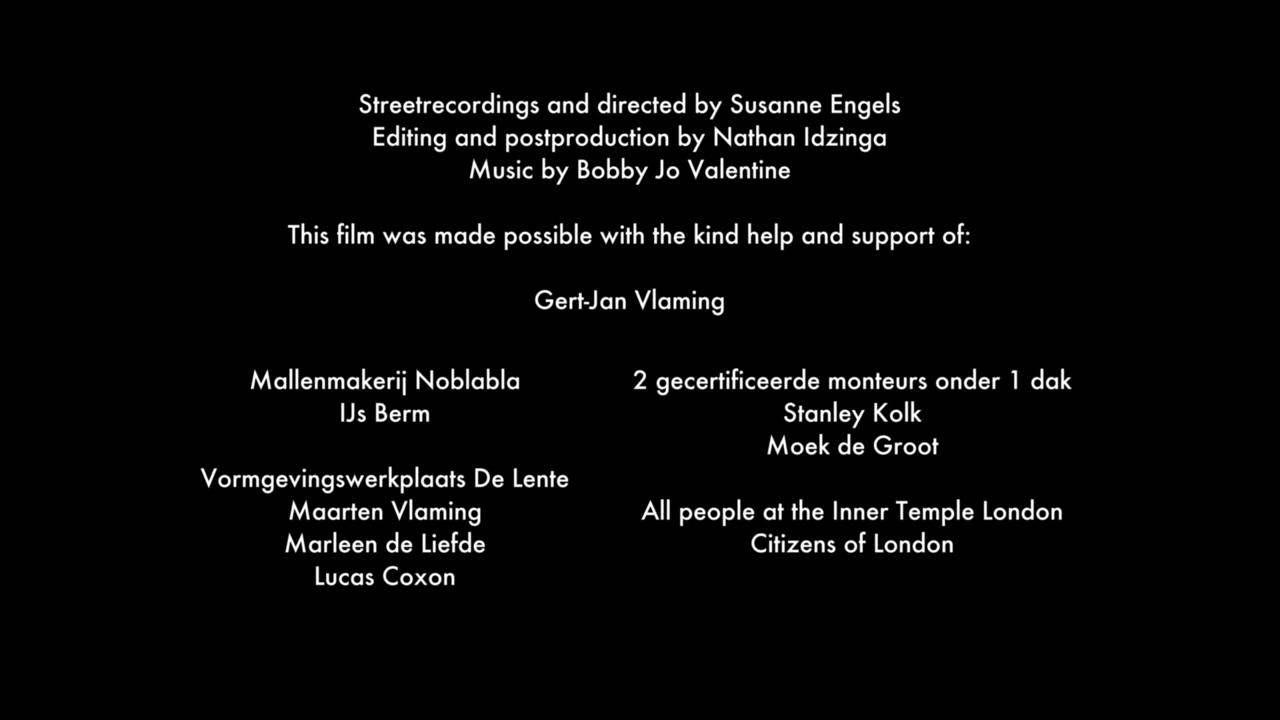 Streetrecordings and directed by Susanne Engels
Editing and postproduction by Nathan Idzinga
Music by Bobby Jo Valentine
This film was made possible with the kind help and support of:
Gert-Jan Vlaming
Mallenmakerij Noblabla
IJs Berm
Vormgevingswerkplaats De Lente
Maarten Vlaming
Marleen de Liefde
Lucas Coxon
2 gecertificeerde monteurs onder 1 dak
Stanley Kolk
Moek de Groot
All people at the Inner Temple London
Citizens of London